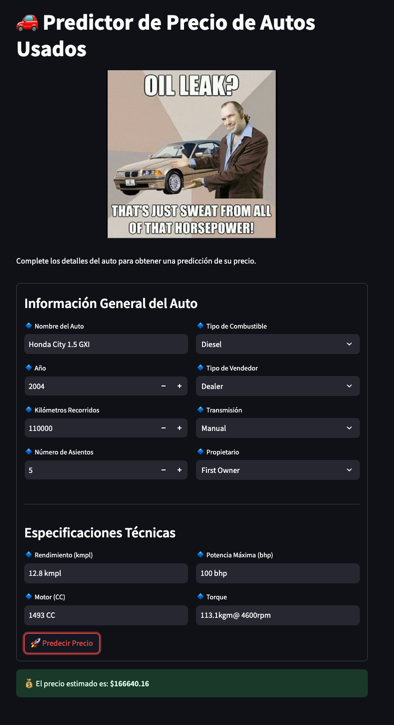 🚗 Predictor de Precio de Autos
Usados
OIL LEAK?
THAT'S JUST SWEAT FROM ALL
OF THAT HORSEPOWER!
Complete los detalles del auto para obtener una predicción de su precio.
Información General del Auto
🔹 Nombre del Auto
Honda City 1.5 GXI
🔹 Tipo de Combustible
Diesel
🔹 Año
2004 − +
🔹 Tipo de Vendedor
Dealer
🔹 Kilómetros Recorridos
110000 − +
🔹 Transmisión
Manual
🔹 Número de Asientos
5 − +
🔹 Propietario
First Owner
Especificaciones Técnicas
🔹 Rendimiento (kmpl)
12.8 kmpl
🔹 Potencia Máxima (bhp)
100 bhp
🔹 Motor (CC)
1493 CC
🔹 Torque
113.1kgm@ 4600rpm
🚀 Predecir Precio
💰 El precio estimado es: $166640.16